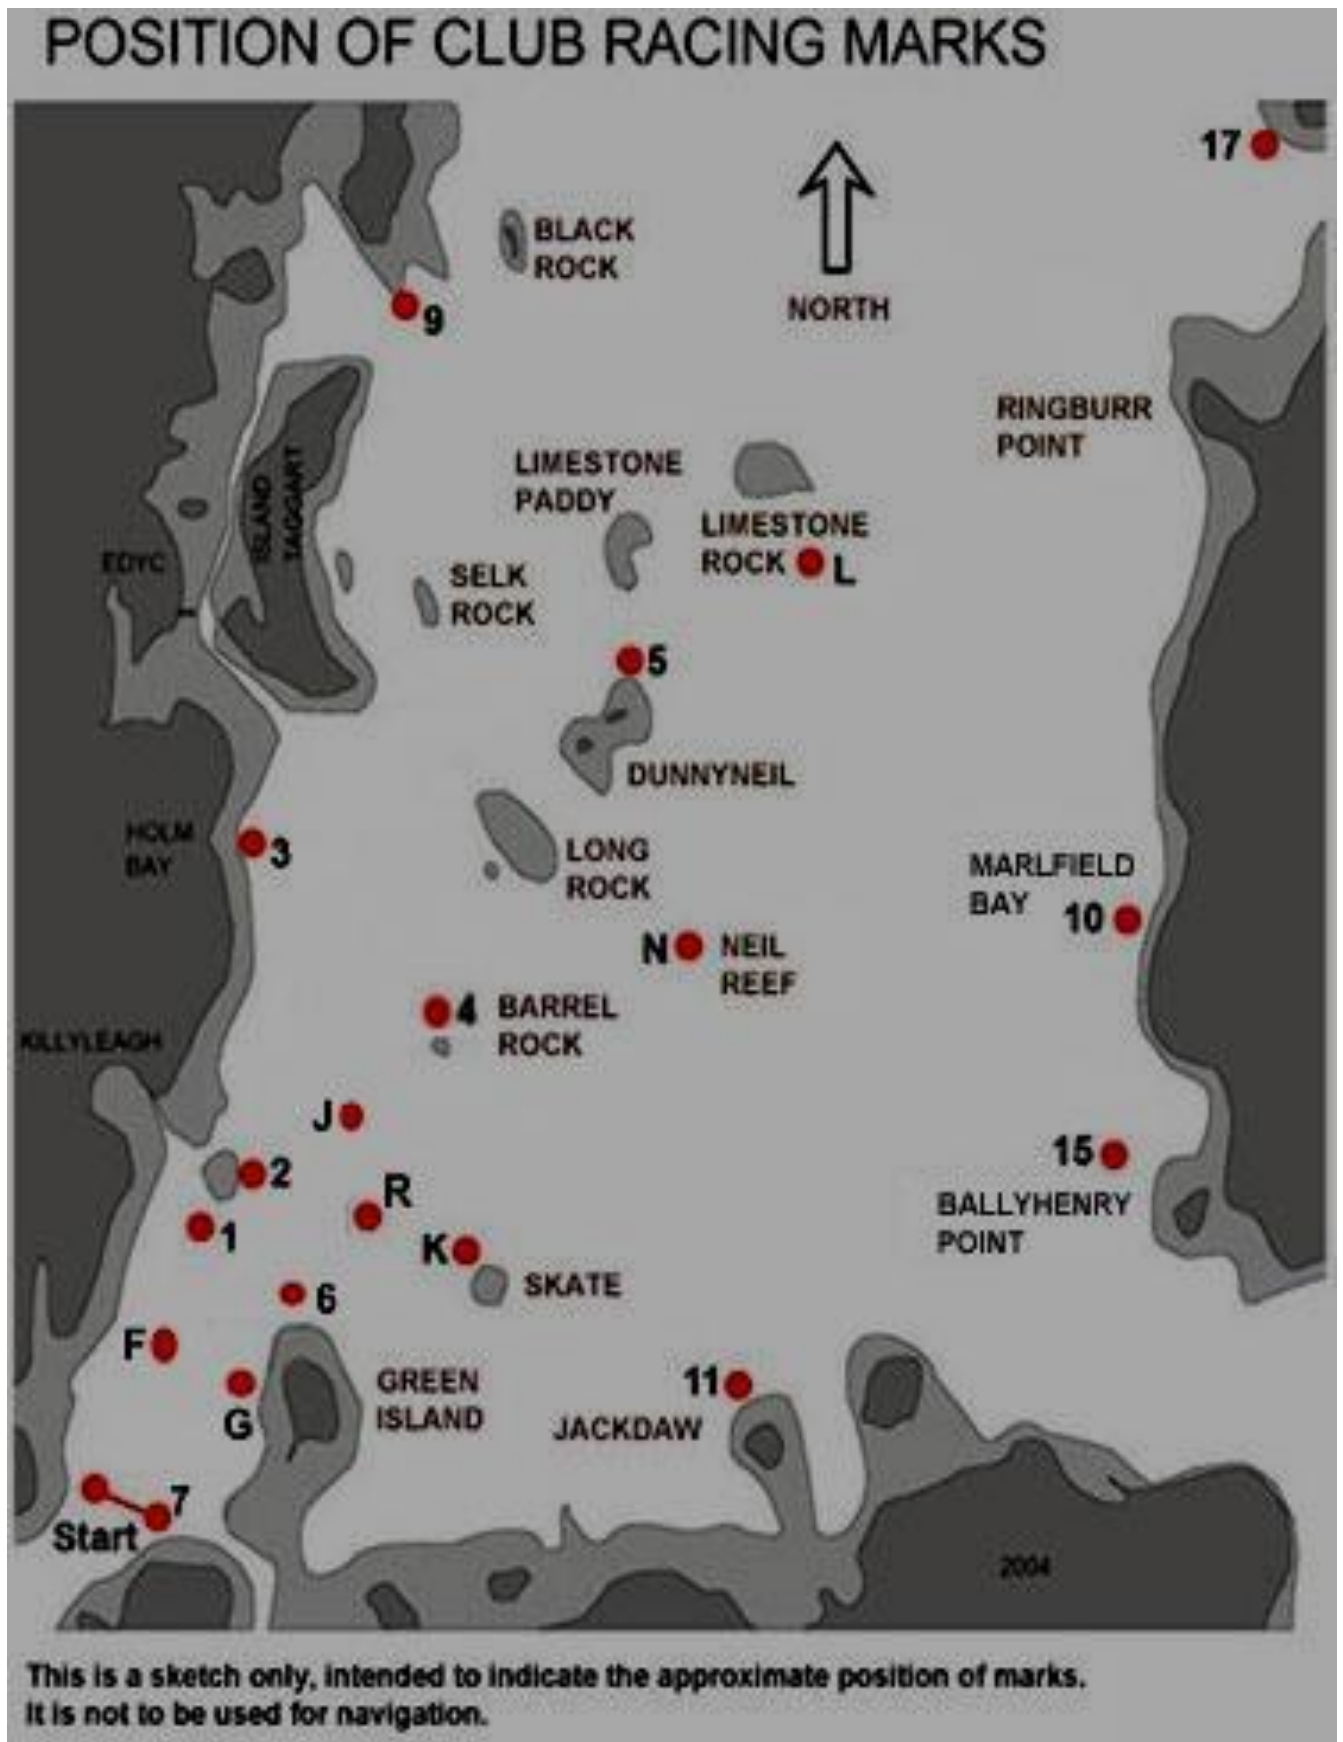 POSITION OF CLUB RACING MARKS
17
BLACK
ROCK
NORTH
9
RINGBURR
POINT
LIMESTONE
PADDY
ISLAND
TAGGART
LIMESTONE
ROCK
L
EDYC
SELK
ROCK
5
DUNNYNEIL
HOLM
BAY
3
LONG
ROCK
MARLFIELD
BAY
10
N
NEIL
REEF
4
BARREL
ROCK
KILLYLEAGH
J
2
15
R
BALLYHENRY
POINT
1
K
SKATE
6
F
GREEN
ISLAND
11
G
JACKDAW
7
Start
2004
This is a sketch only, intended to indicate the approximate position of marks.
It is not to be used for navigation.